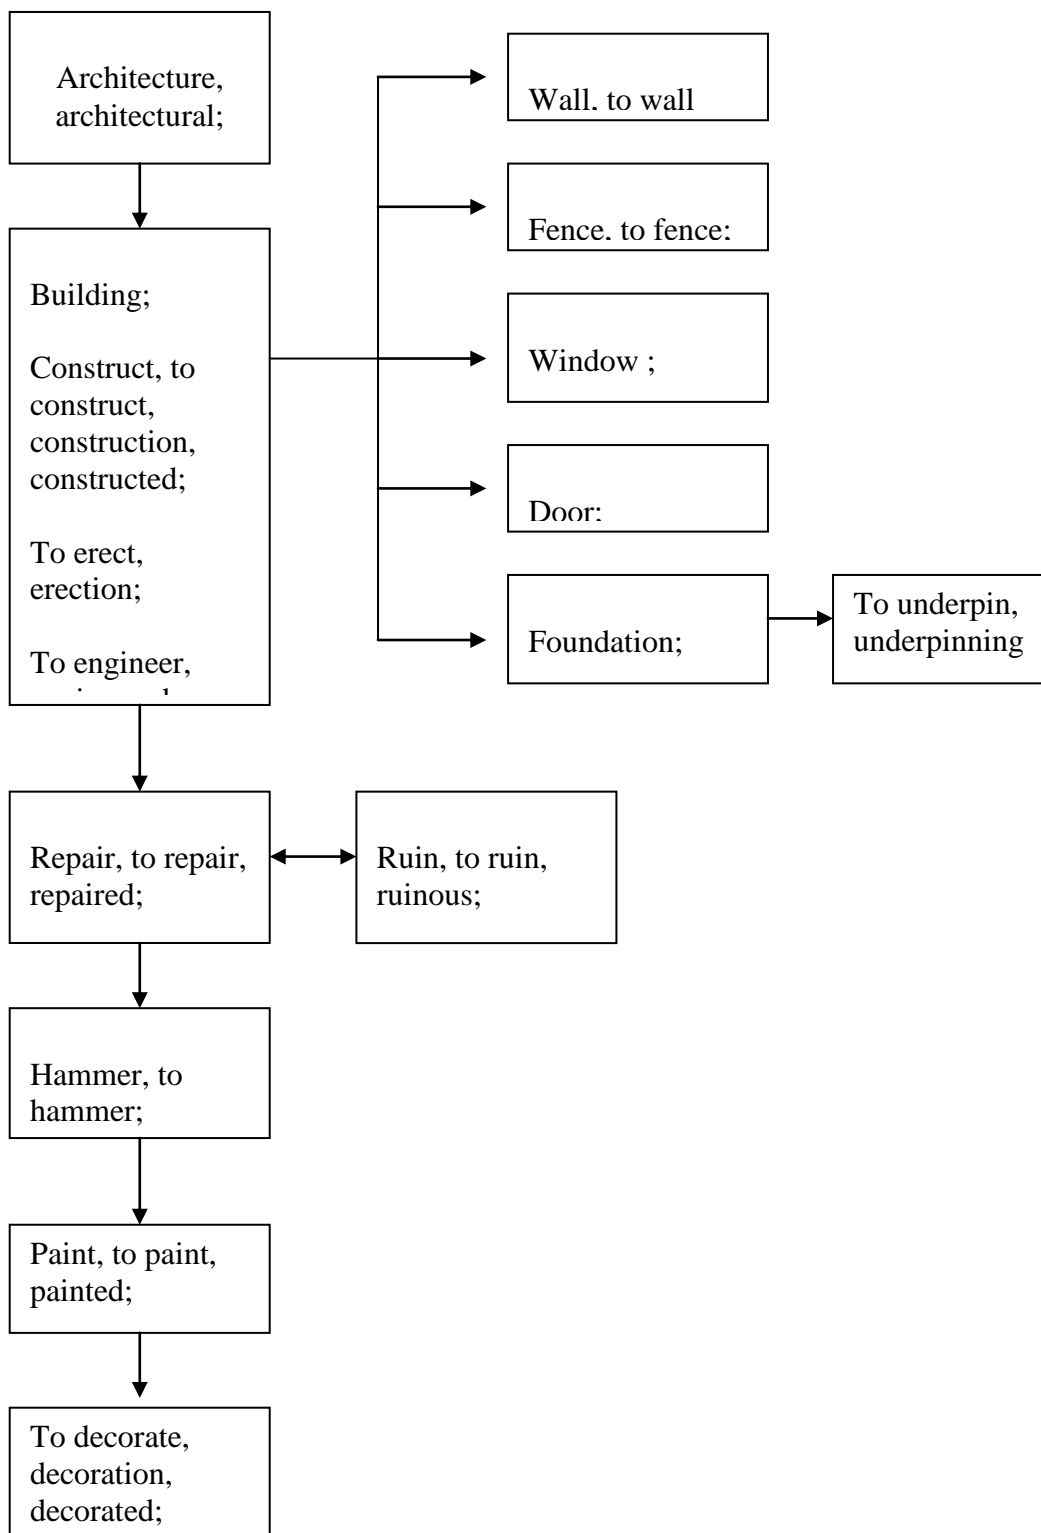 Architecture,
architectural;
Wall, to wall
Fence, to fence;
Building;
Construct, to
construct,
construction,
constructed;
To erect,
erection;
To engineer,
Window ;
Door;
Foundation;
To underpin,
underpinning
Repair, to repair,
repaired;
Ruin, to ruin,
ruinous;
Hammer, to
hammer;
Paint, to paint,
painted;
To decorate,
decoration,
decorated;